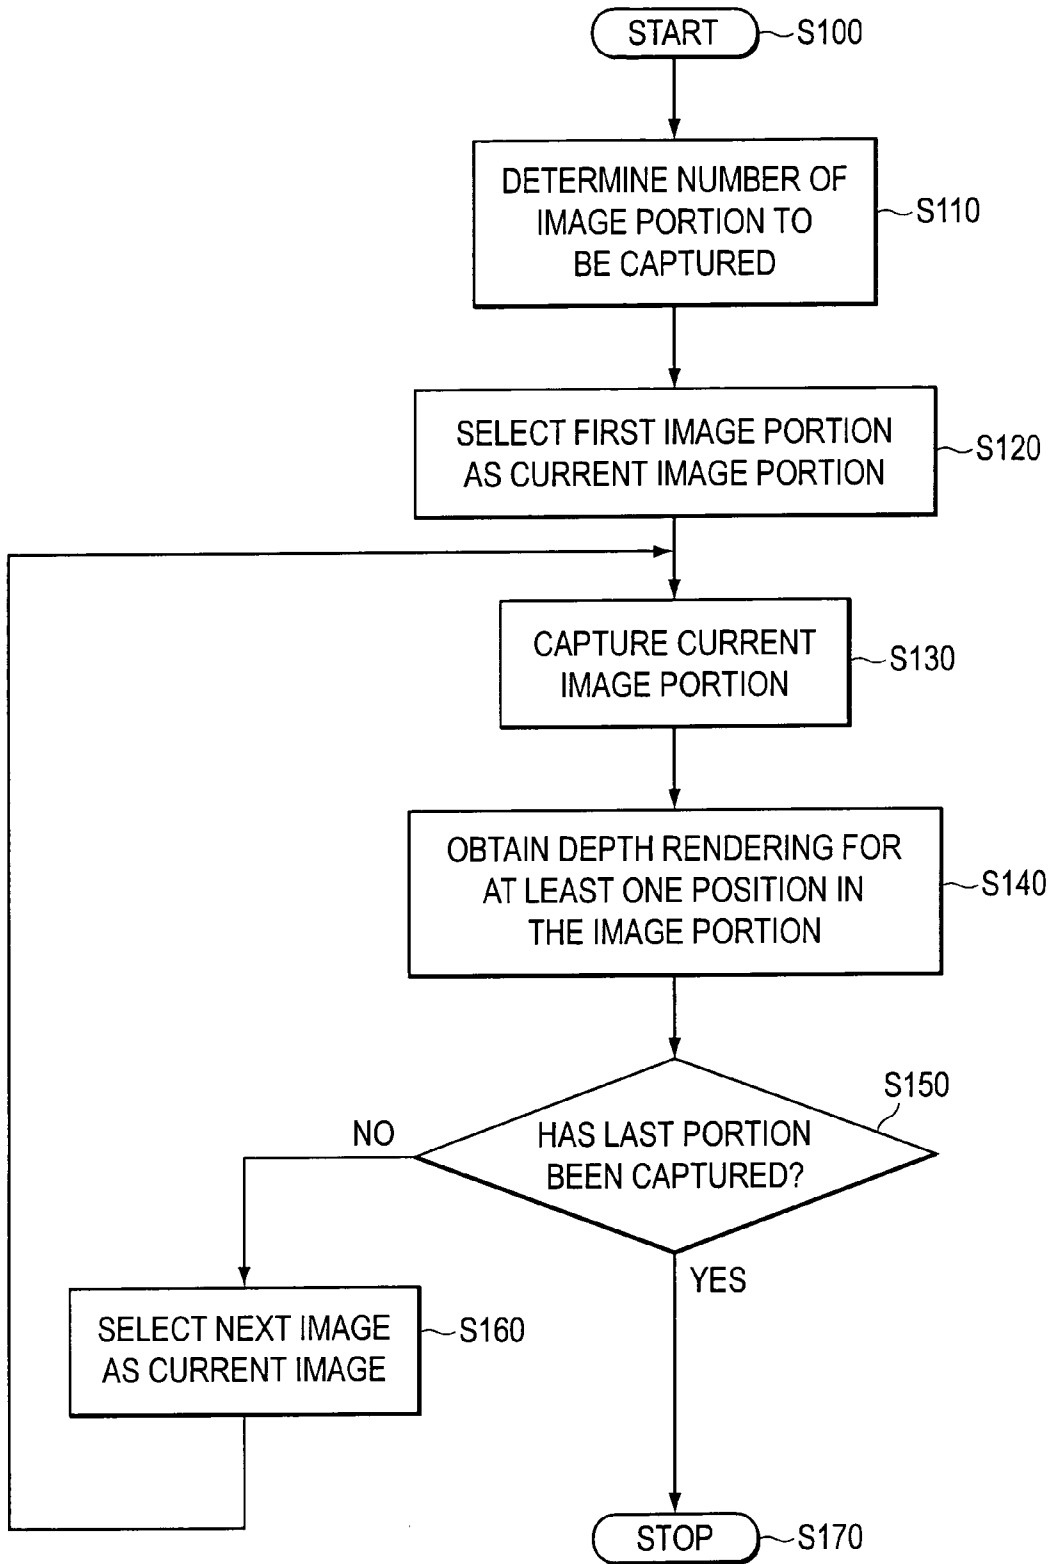 START
S100
DETERMINE NUMBER OF
IMAGE PORTION TO
BE CAPTURED
S110
SELECT FIRST IMAGE PORTION
AS CURRENT IMAGE PORTION
S120
CAPTURE CURRENT
IMAGE PORTION
S130
OBTAIN DEPTH RENDERING FOR
AT LEAST ONE POSITION IN
THE IMAGE PORTION
S140
HAS LAST PORTION
BEEN CAPTURED?
S150
NO
YES
SELECT NEXT IMAGE
AS CURRENT IMAGE
S160
STOP
S170